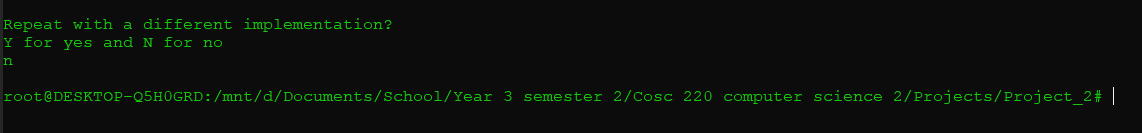 Repeat with a different implementation?
Y for yes and N for no
n
root@DESKTOP-Q5H0GRD:/mnt/d/Documents/School/Year 3 semester 2/Cosc 220 computer science 2/Projects/Project_2#